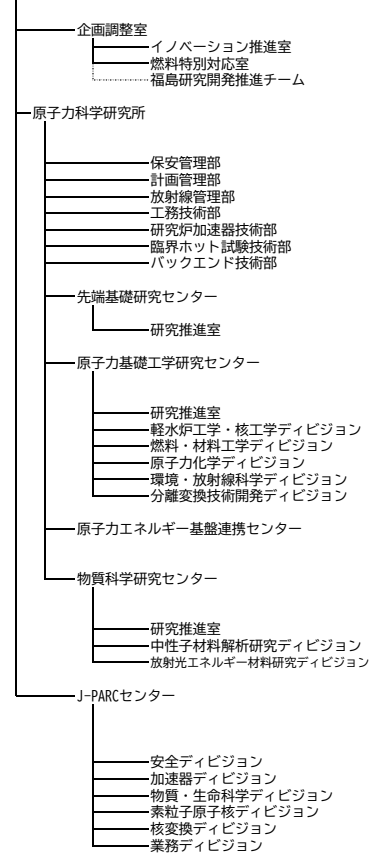 企画調整室
イノベーション推進室
燃料特別対応室
福島研究開発推進チーム
原子力科学研究所
保安管理部
計画管理部
放射線管理部
工務技術部
研究炉加速器技術部
臨界ホット試験技術部
バックエンド技術部
先端基礎研究センター
研究推進室
原子力基礎工学研究センター
研究推進室
軽水炉工学・核工学ディビジョン
燃料・材料工学ディビジョン
原子力化学ディビジョン
環境・放射線科学ディビジョン
分離変換技術開発ディビジョン
原子力エネルギー基盤連携センター
物質科学研究センター
研究推進室
中性子材料解析研究ディビジョン
放射光エネルギー材料研究ディビジョン
J-PARCセンター
安全ディビジョン
加速器ディビジョン
物質・生命科学ディビジョン
素粒子原子核ディビジョン
核変換ディビジョン
業務ディビジョン